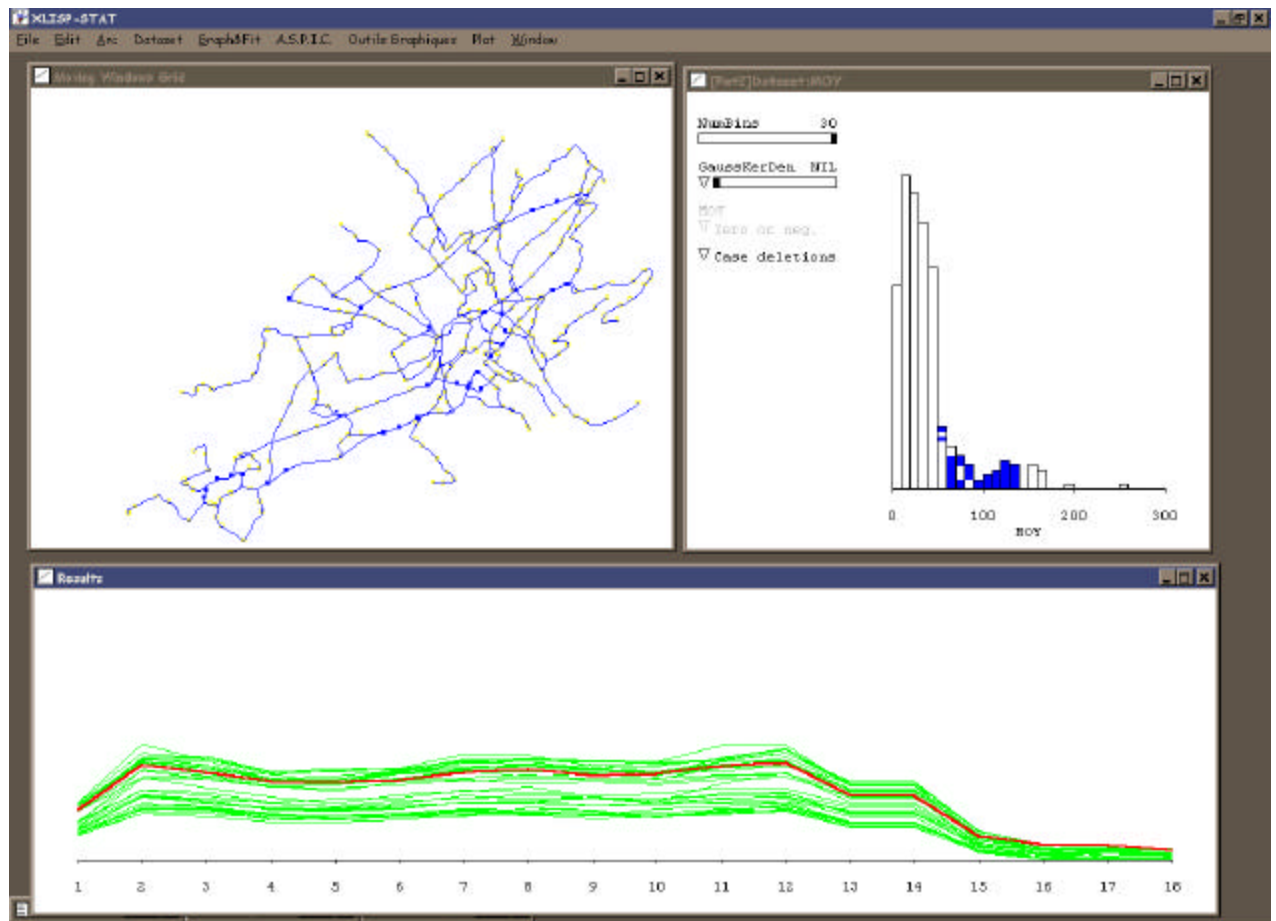 XLISP-STAT
File Edit Arc Dataset Graph&Fit A.S.P.I.C. Outils Graphiques Plot Window
Moving Windows Grid
Dataset:MOY
NumBins 30
GaussKerDen NIL
MOY
Zero or neg.
Case deletions
0 100 200 300
MOY
Results
1 2 3 4 5 6 7 8 9 10 11 12 13 14 15 16 17 18